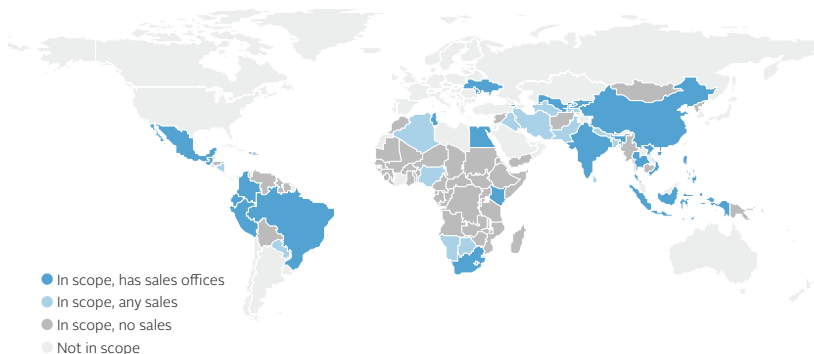 In scope, has sales offices
In scope, any sales
In scope, no sales
Not in scope